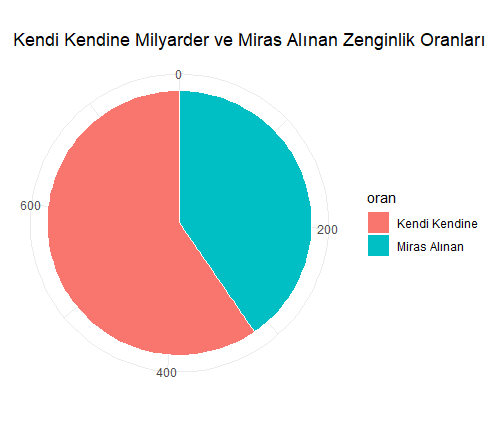 Kendi Kendine Milyarder ve Miras Alınan Zenginlik Oranları
0
600
200
400
oran
Kendi Kendine
Miras Alınan